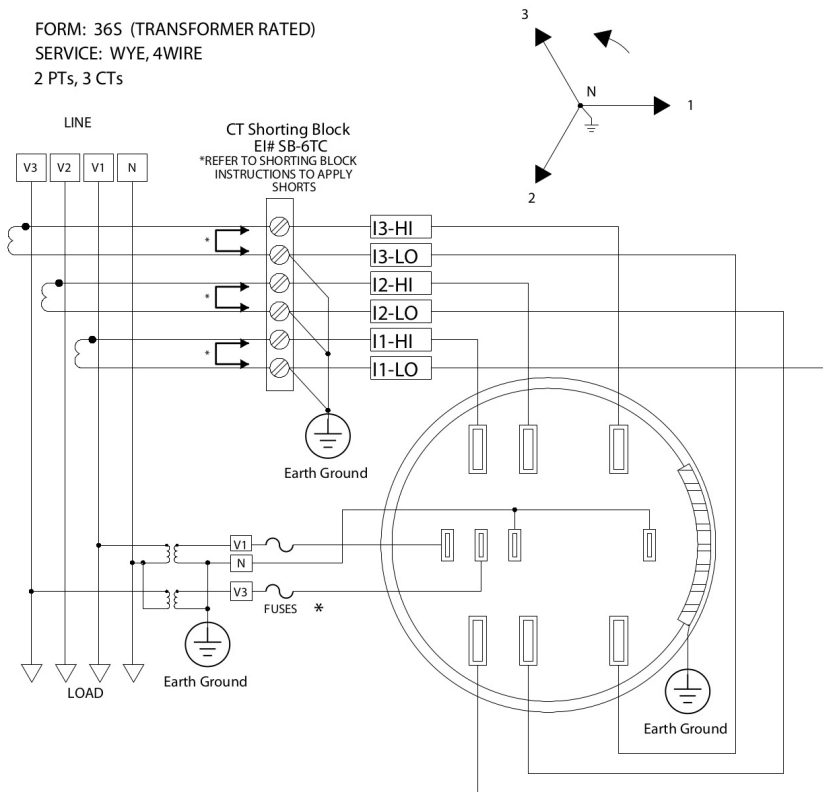 FORM: 36S (TRANSFORMER RATED)
SERVICE: WYE, 4WIRE
2 PTs, 3 CTs
3
N
1
2
LINE
V3 V2 V1 N
CT Shorting Block
EI# SB-6TC
*REFER TO SHORTING BLOCK
INSTRUCTIONS TO APPLY
SHORTS
* I3-HI
I3-LO
* I2-HI
I2-LO
* I1-HI
I1-LO
Earth Ground
V1
N
V3
FUSES *
Earth Ground
LOAD
Earth Ground